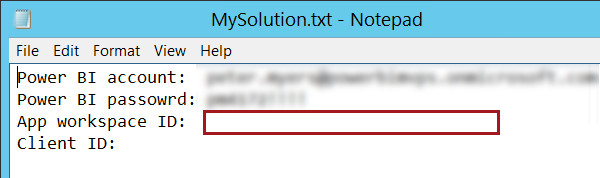 MySolution.txt - Notepad
File Edit Format View Help
Power BI account:
Power BI passowrd:
App workspace ID:
Client ID: